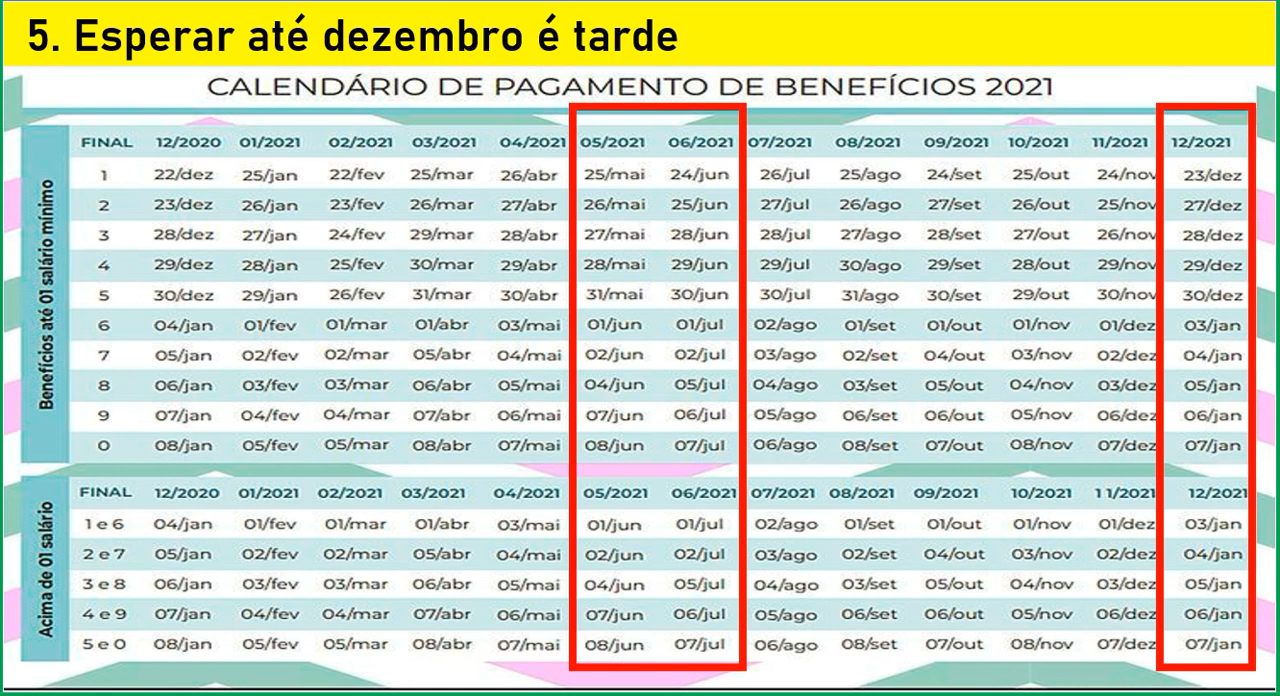 5. Esperar até dezembro é tarde
CALENDÁRIO DE PAGAMENTO DE BENEFÍCIOS 2021
Benefícios até 01 salário mínimo
FINAL 12/2020 01/2021 02/2021 03/2021 04/2021 05/2021 06/2021 07/2021 08/2021 09/2021 10/2021 11/2021 12/2021
1 22/dez 25/jan 22/fev 25/mar 26/abr 25/mai 24/jun 26/jul 25/ago 24/set 25/out 24/nov 23/dez
2 23/dez 26/jan 23/fev 26/mar 27/abr 26/mai 25/jun 27/jul 26/ago 27/set 26/out 25/nov 27/dez
3 28/dez 27/jan 24/fev 29/mar 28/abr 27/mai 28/jun 28/jul 27/ago 28/set 27/out 26/nov 28/dez
4 29/dez 28/jan 25/fev 30/mar 29/abr 28/mai 29/jun 29/jul 30/ago 29/set 28/out 29/nov 29/dez
5 30/dez 29/jan 26/fev 31/mar 30/abr 31/mai 30/jun 30/jul 31/ago 30/set 29/out 30/nov 30/dez
6 04/jan 01/fev 01/mar 01/abr 03/mai 01/jun 01/jul 02/ago 01/set 01/out 01/nov 01/dez 03/jan
7 05/jan 02/fev 02/mar 05/abr 04/mai 02/jun 02/jul 03/ago 02/set 04/out 03/nov 02/dez 04/jan
8 06/jan 03/fev 03/mar 06/abr 05/mai 04/jun 05/jul 04/ago 03/set 05/out 04/nov 03/dez 05/jan
9 07/jan 04/fev 04/mar 07/abr 06/mai 07/jun 06/jul 05/ago 06/set 06/out 05/nov 06/dez 06/jan
0 08/jan 05/fev 05/mar 08/abr 07/mai 08/jun 07/jul 06/ago 08/set 07/out 08/nov 07/dez 07/jan
Acima de 01 salário
FINAL 12/2020 01/2021 02/2021 03/2021 04/2021 05/2021 06/2021 07/2021 08/2021 09/2021 10/2021 11/2021 12/2021
1 e 6 04/jan 01/fev 01/mar 01/abr 03/mai 01/jun 01/jul 02/ago 01/set 01/out 01/nov 01/dez 03/jan
2 e 7 05/jan 02/fev 02/mar 05/abr 04/mai 02/jun 02/jul 03/ago 02/set 04/out 03/nov 02/dez 04/jan
3 e 8 06/jan 03/fev 03/mar 06/abr 05/mai 04/jun 05/jul 04/ago 03/set 05/out 04/nov 03/dez 05/jan
4 e 9 07/jan 04/fev 04/mar 07/abr 06/mai 07/jun 06/jul 05/ago 06/set 06/out 05/nov 06/dez 06/jan
5 e 0 08/jan 05/fev 05/mar 08/abr 07/mai 08/jun 07/jul 06/ago 08/set 07/out 08/nov 07/dez 07/jan